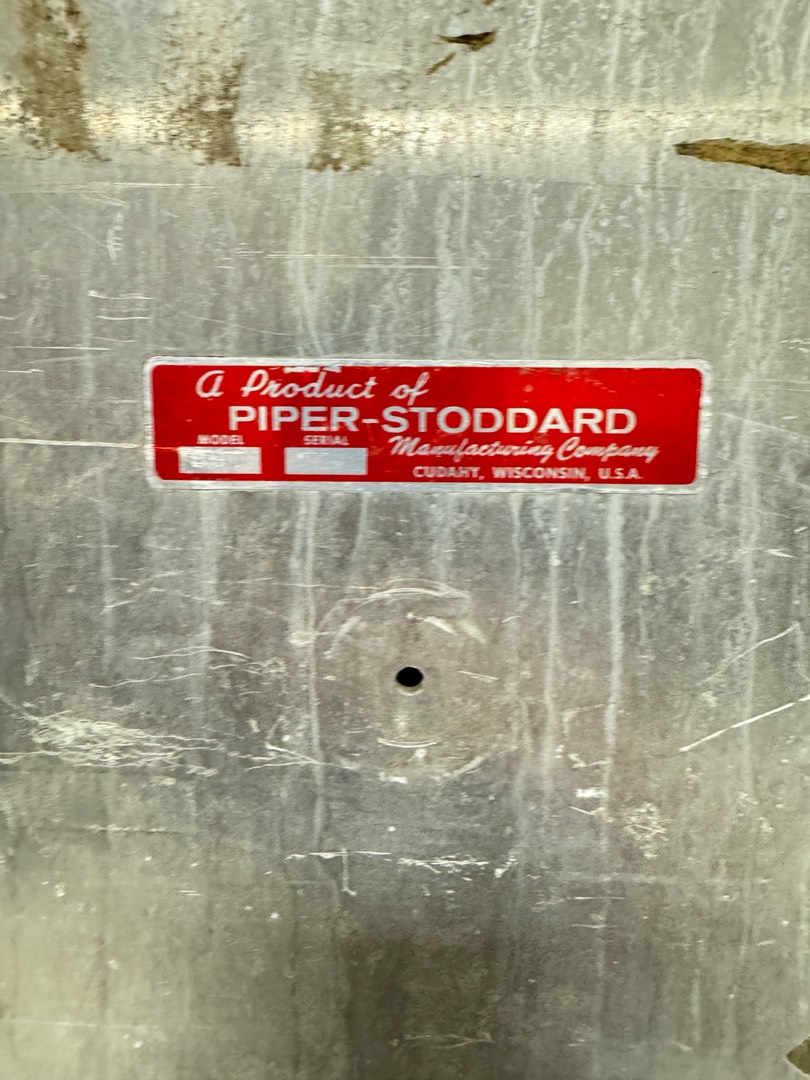 A Product of
PIPER-STODDARD
MODEL SERIAL Manufacturing Company
CUDAHY, WISCONSIN, U.S.A.